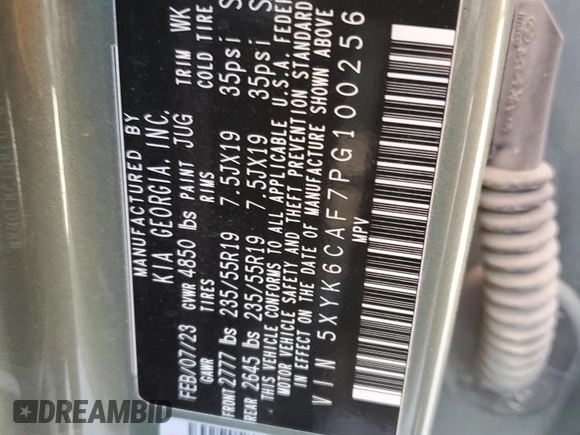 MANUFACTURED BY
KIA GEORGIA, INC.
FEB/07/23 GVWR 4850 lbs PAINT JUG TRIM WK
GAWR TIRES RIMS COLD TIRE
FRONT 2777 lbs 235/55R19 7.5JX19 35psi S
REAR 2645 lbs 235/55R19 7.5JX19 35psi S
THIS VEHICLE CONFORMS TO ALL APPLICABLE U.S.A. FEDER
MOTOR VEHICLE SAFETY AND THEFT PREVENTION STANDARD
IN EFFECT ON THE DATE OF MANUFACTURE SHOWN ABOVE
VIN 5XYK6CAF7PG100256
MPV
DREAMBID